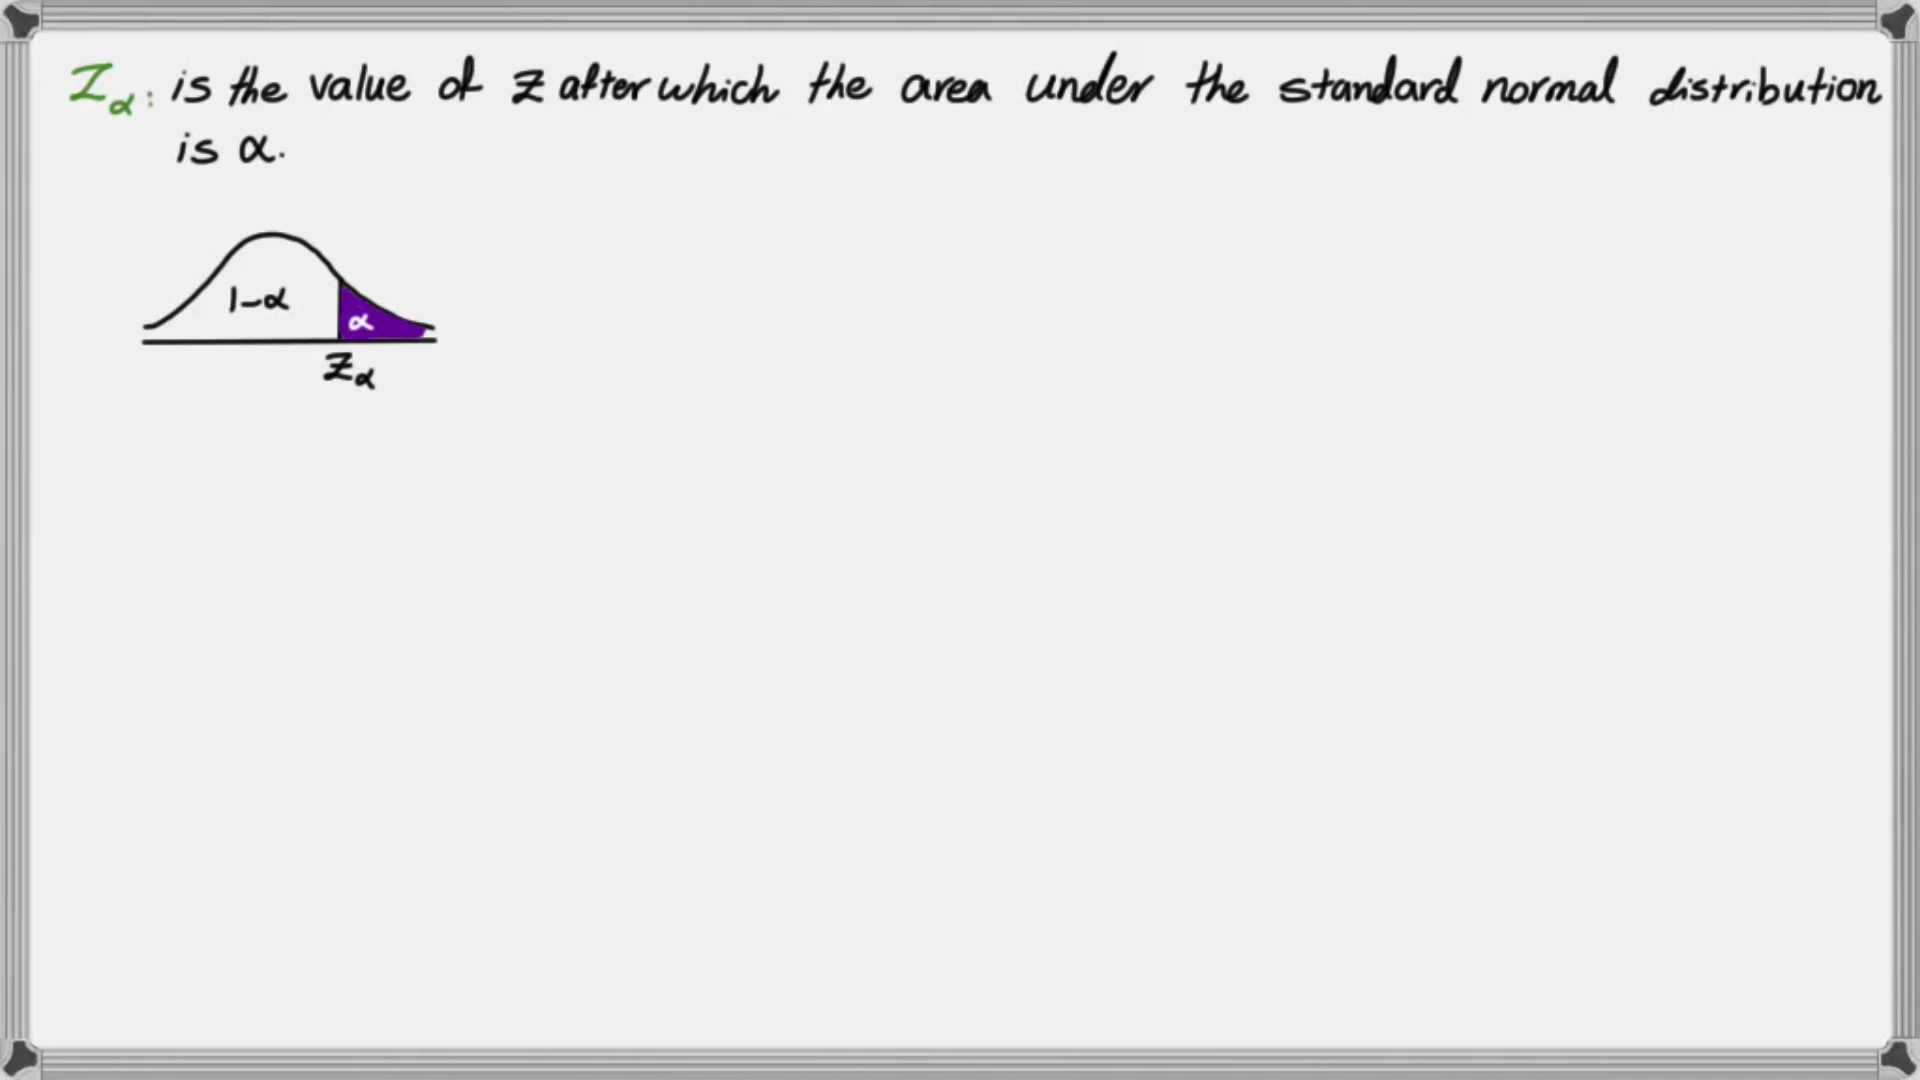 Zα: is the value of Z after which the area under the standard normal distribution
is α.
1-α
α
Zα